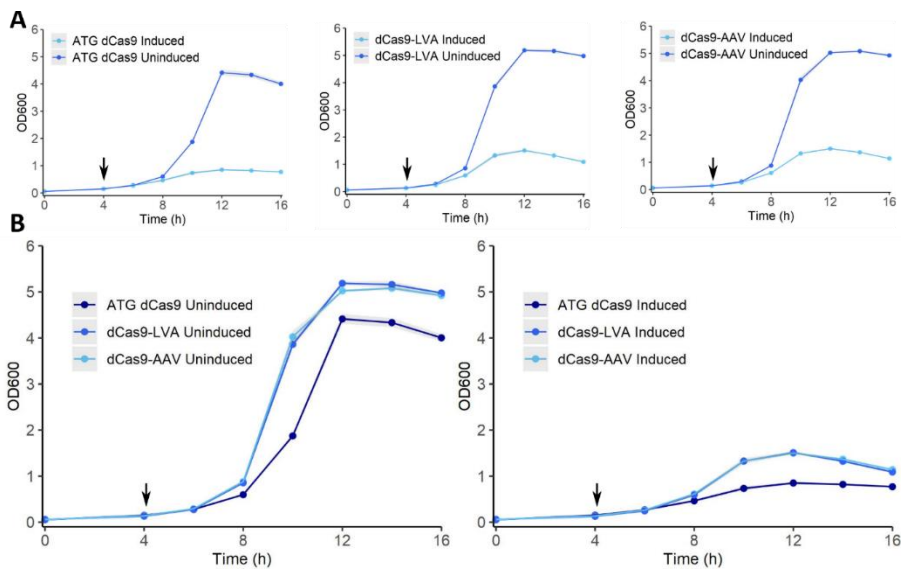 A
ATG dCas9 Induced
ATG dCas9 Uninduced
OD600
6
5
4
3
2
1
0
0 4 8 12 16
Time (h)
dCas9-LVA Induced
dCas9-LVA Uninduced
OD600
6
5
4
3
2
1
0
0 4 8 12 16
Time (h)
dCas9-AAV Induced
dCas9-AAV Uninduced
OD600
6
5
4
3
2
1
0
0 4 8 12 16
Time (h)
B
ATG dCas9 Uninduced
dCas9-LVA Uninduced
dCas9-AAV Uninduced
OD600
6
5
4
3
2
1
0
0 4 8 12 16
Time (h)
ATG dCas9 Induced
dCas9-LVA Induced
dCas9-AAV Induced
OD600
6
5
4
3
2
1
0
0 4 8 12 16
Time (h)